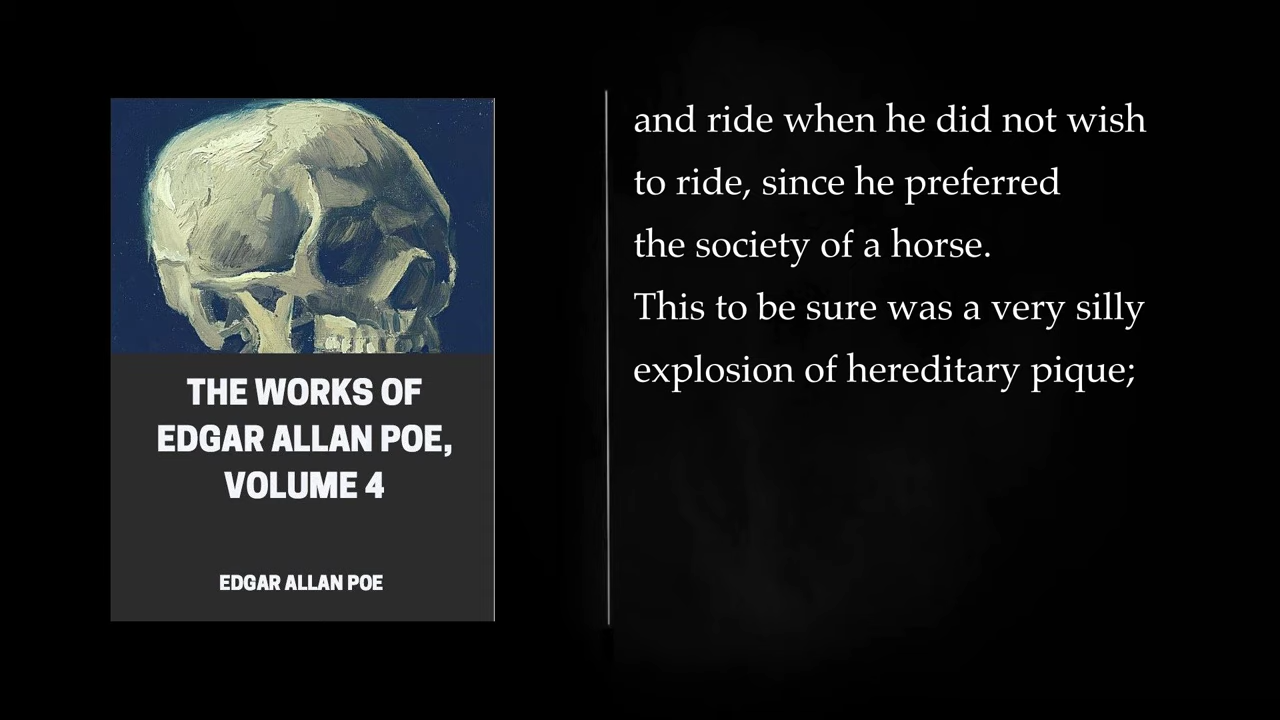 THE WORKS OF
EDGAR ALLAN POE,
VOLUME 4
EDGAR ALLAN POE
and ride when he did not wish
to ride, since he preferred
the society of a horse.
This to be sure was a very silly
explosion of hereditary pique;